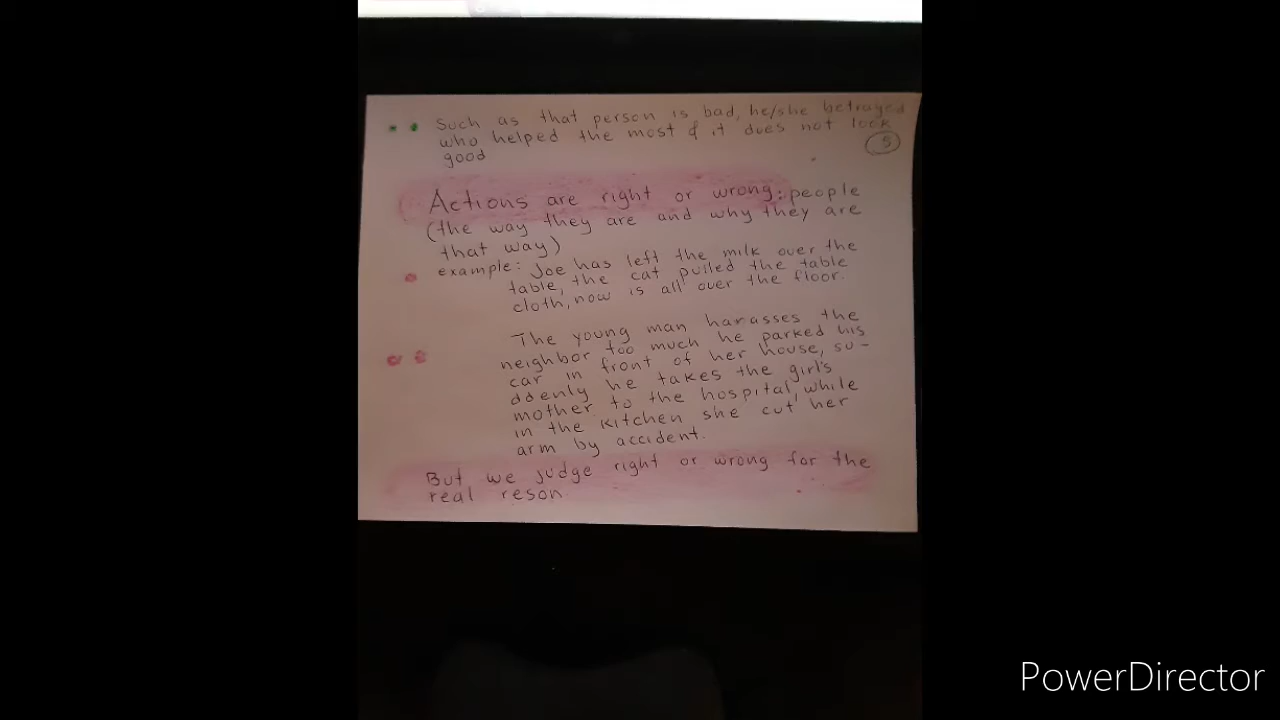 Such as that person is bad, he/she betrayed
who helped the most & it does not look
good
5
Actions are right or wrong: people
(the way they are and why they are
that way)
example: Joe has left the milk over the
table, the cat pulled the table
cloth, now is all over the floor.
The young man harasses the
neighbor too much he parked his
car in front of her house, su-
ddenly he takes the girl's
mother to the hospital, while
in the kitchen she cut her
arm by accident.
But we judge right or wrong for the
real reson
PowerDirector